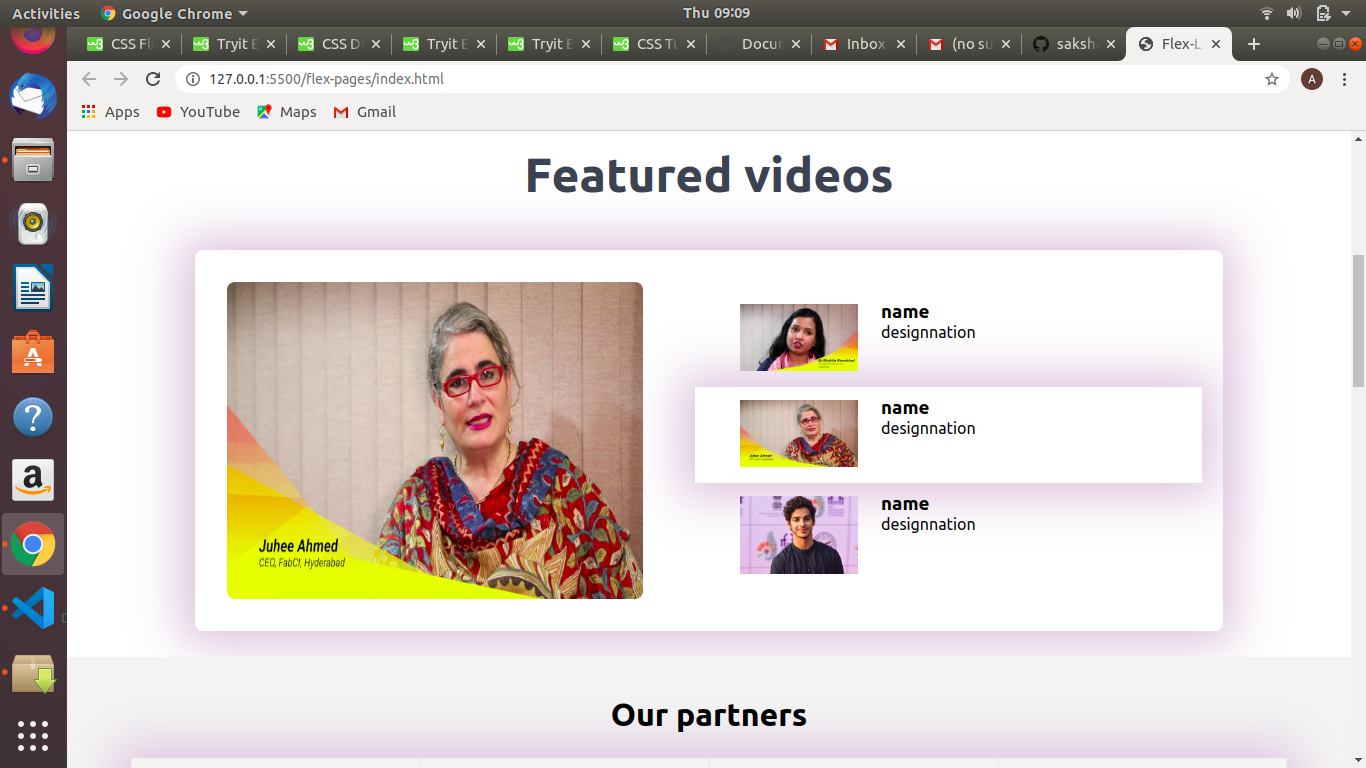 Activities Google Chrome Thu 09:09
CSS Fl Tryit E CSS D Tryit E Tryit E CSS Tu Docur Inbox (no su saksh Flex-L
127.0.0.1:5500/flex-pages/index.html A
Apps YouTube Maps Gmail
Featured videos
name
designnation
name
designnation
name
designnation
Juhee Ahmed
CEO, FabCI, Hyderabad
Our partners